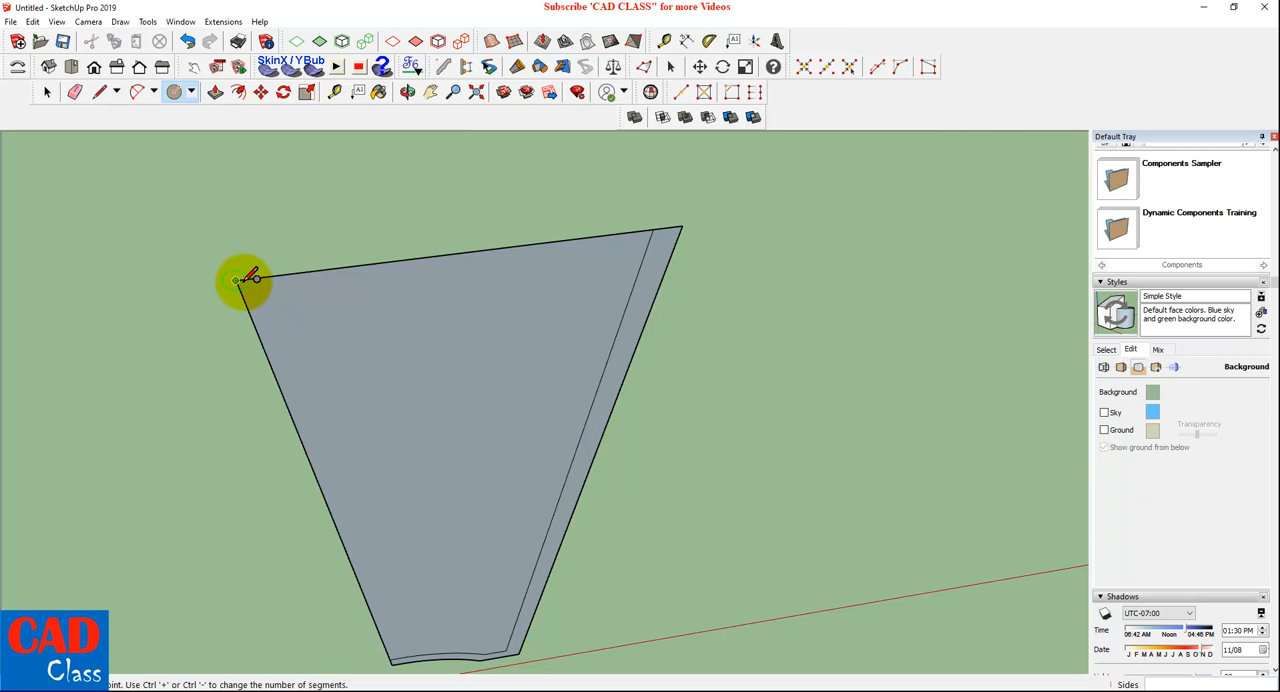 Untitled - SketchUp Pro 2019
Subscribe 'CAD CLASS" for more Videos
File Edit View Camera Draw Tools Window Extensions Help
SkinX / YBub
Default Tray
Components Sampler
Dynamic Components Training
Components
Styles
Simple Style
Default face colors. Blue sky
and green background color.
Select Edit Mix
Background
Background
Sky
Transparency
Ground
Show ground from below
Shadows
UTC-07:00
Time
06:42 AM Noon 04:46 PM
01:30 PM
Date
J F M A M J J A S O N D
11/08
CAD
Class
point. Use Ctrl '+' or Ctrl '-' to change the number of segments.
Sides